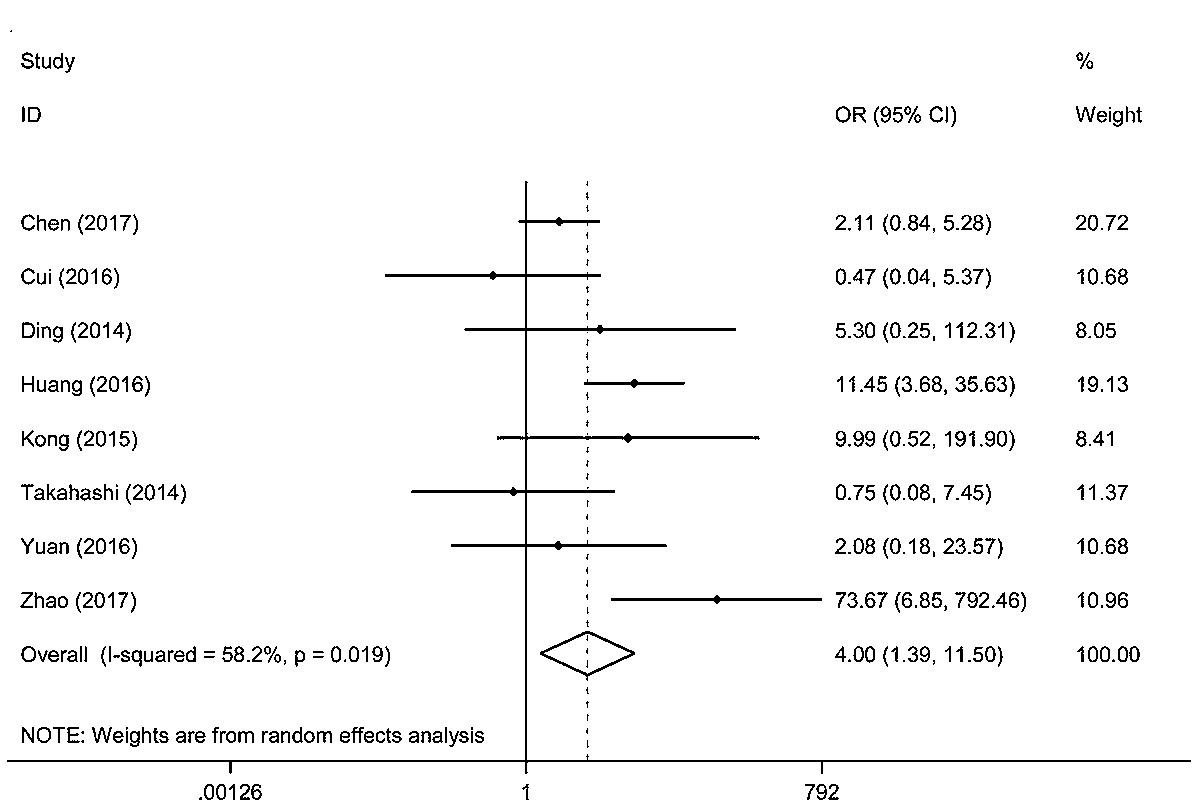 Study %
ID OR (95% CI) Weight
Chen (2017) 2.11 (0.84, 5.28) 20.72
Cui (2016) 0.47 (0.04, 5.37) 10.68
Ding (2014) 5.30 (0.25, 112.31) 8.05
Huang (2016) 11.45 (3.68, 35.63) 19.13
Kong (2015) 9.99 (0.52, 191.90) 8.41
Takahashi (2014) 0.75 (0.08, 7.45) 11.37
Yuan (2016) 2.08 (0.18, 23.57) 10.68
Zhao (2017) 73.67 (6.85, 792.46) 10.96
Overall (I-squared = 58.2%, p = 0.019) 4.00 (1.39, 11.50) 100.00
NOTE: Weights are from random effects analysis
.00126 1 792